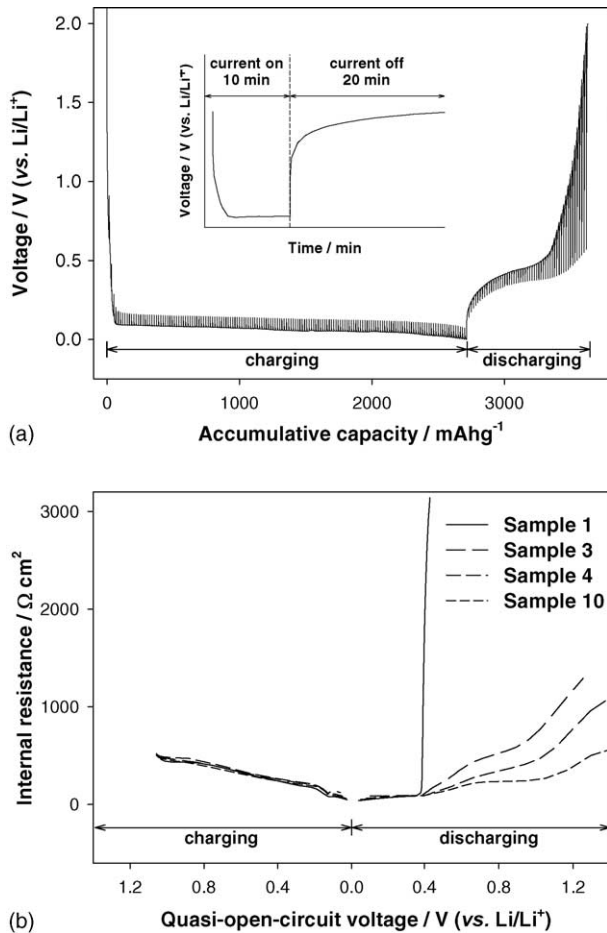 2.0
1.5
1.0
0.5
0.0
Voltage / V (vs. Li/Li+)
current on
10 min
current off
20 min
Voltage / V (vs. Li/Li+)
Time / min
charging
discharging
0
1000
2000
3000
Accumulative capacity / mAhg-1
(a)
3000
2000
1000
0
Internal resistance / Ω cm2
Sample 1
Sample 3
Sample 4
Sample 10
charging
discharging
1.2
0.8
0.4
0.0
0.4
0.8
1.2
Quasi-open-circuit voltage / V (vs. Li/Li+)
(b)